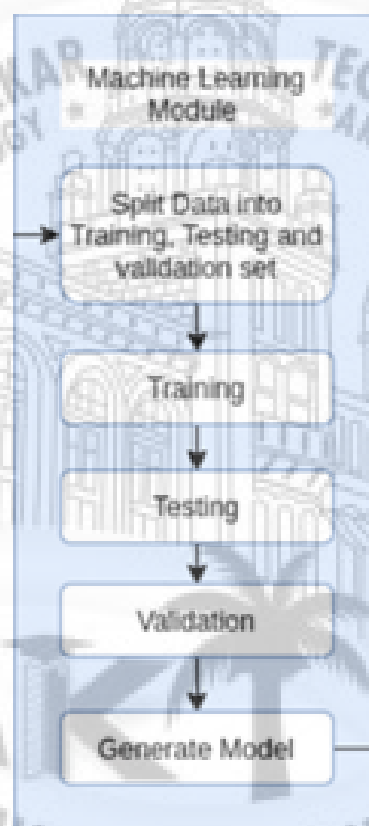 Machine Learning
Module
Split Data into
Training, Testing and
validation set
Training
Testing
Validation
Generate Model